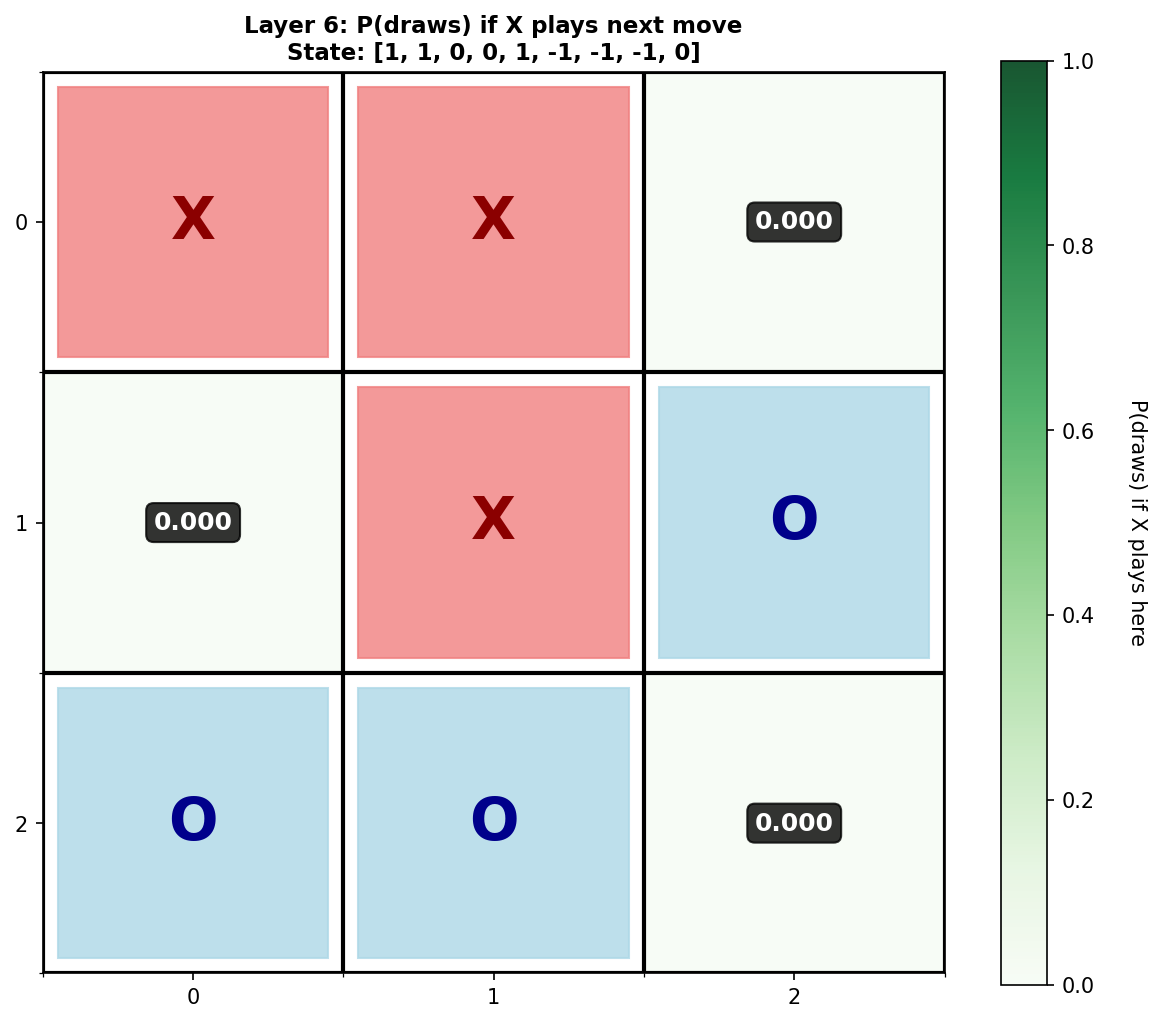 Layer 6: P(draws) if X plays next move
State: [1, 1, 0, 0, 1, -1, -1, -1, 0]
X
X
0.000
0.000
X
O
O
O
0.000
0
1
2
0
1
2
1.0
0.8
0.6
0.4
0.2
0.0
P(draws) if X plays here